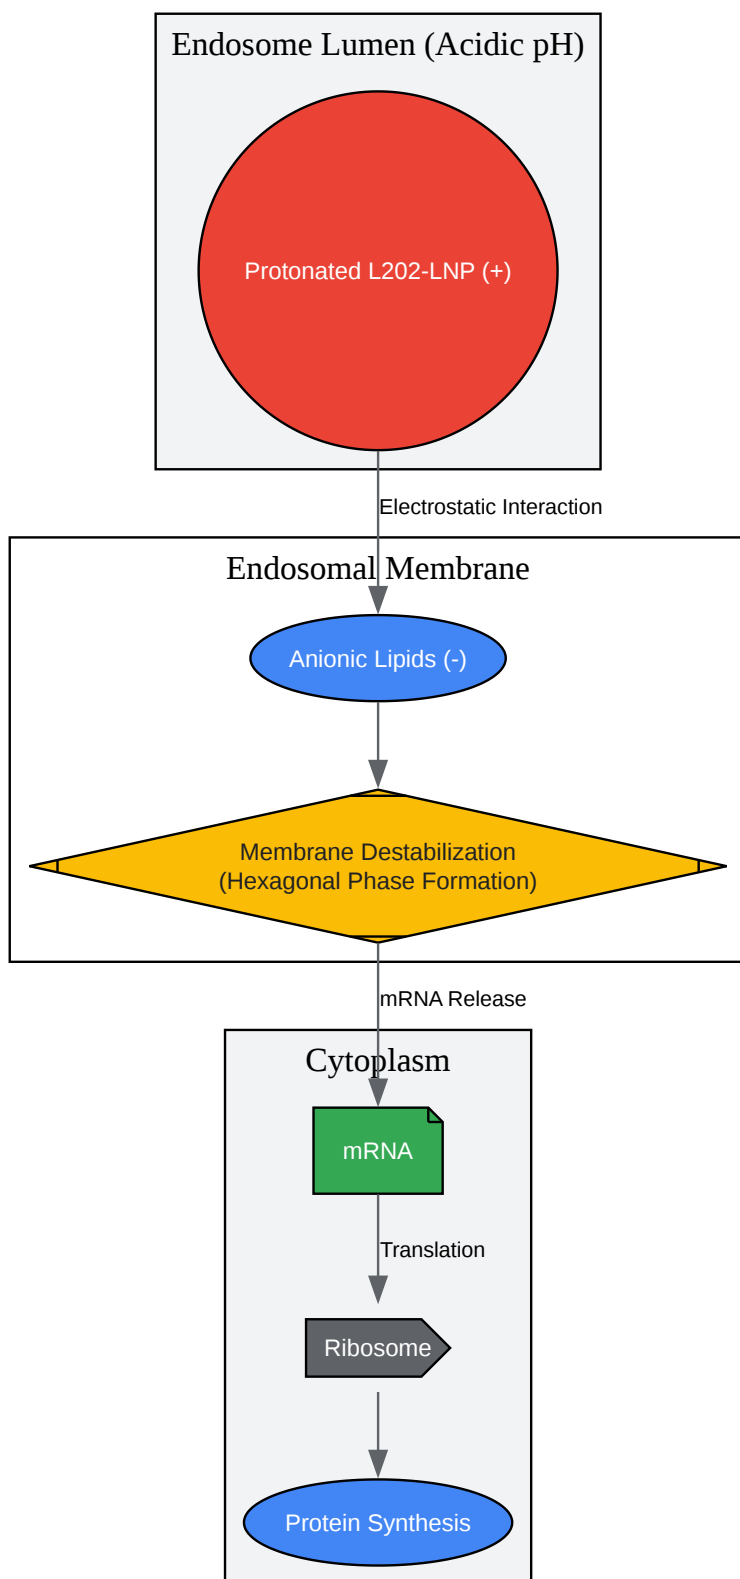 Endosome Lumen (Acidic pH)
Protonated L202-LNP (+)
Electrostatic Interaction
Endosomal Membrane
Anionic Lipids (-)
Membrane Destabilization
(Hexagonal Phase Formation)
mRNA Release
Cytoplasm
mRNA
Translation
Ribosome
Protein Synthesis